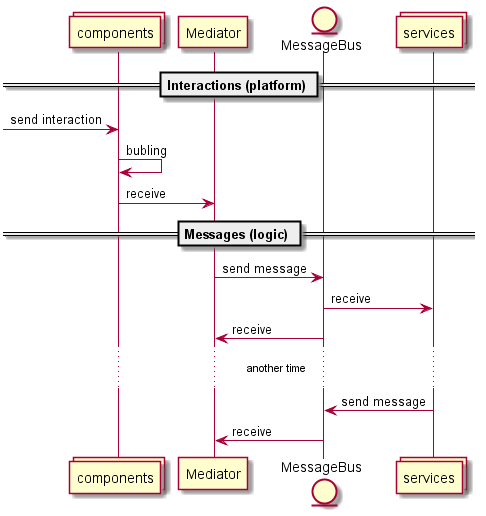 components
Mediator
MessageBus
services
Interactions (platform)
send interaction
bubling
receive
Messages (logic)
send message
receive
receive
another time
send message
receive
components
Mediator
MessageBus
services